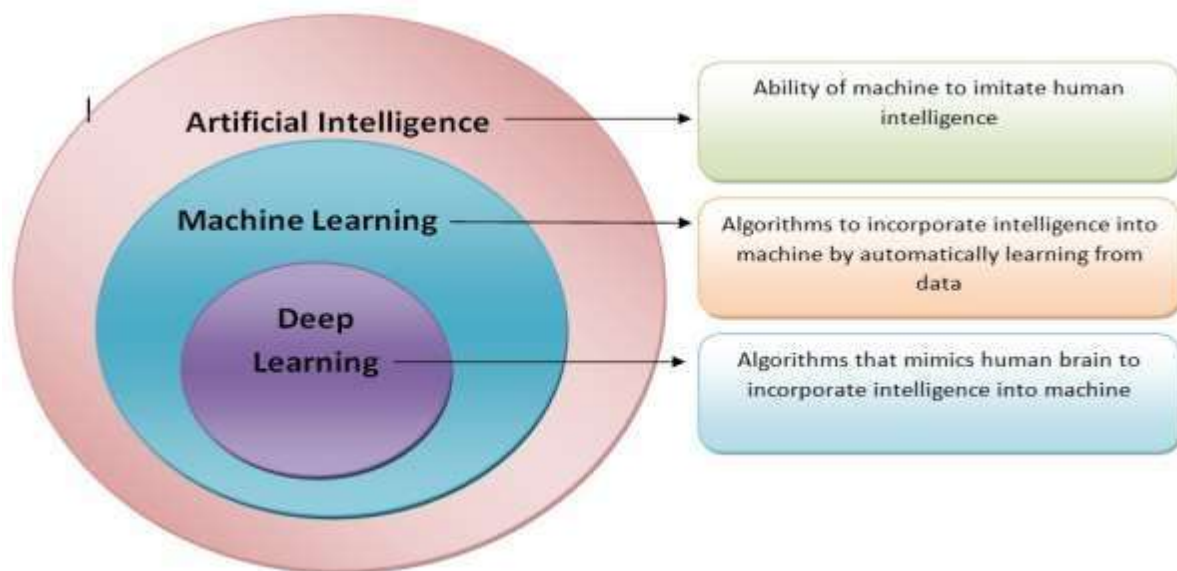 Artificial Intelligence
Ability of machine to imitate human
intelligence
Machine Learning
Algorithms to incorporate intelligence into
machine by automatically learning from
data
Deep
Learning
Algorithms that mimics human brain to
incorporate intelligence into machine